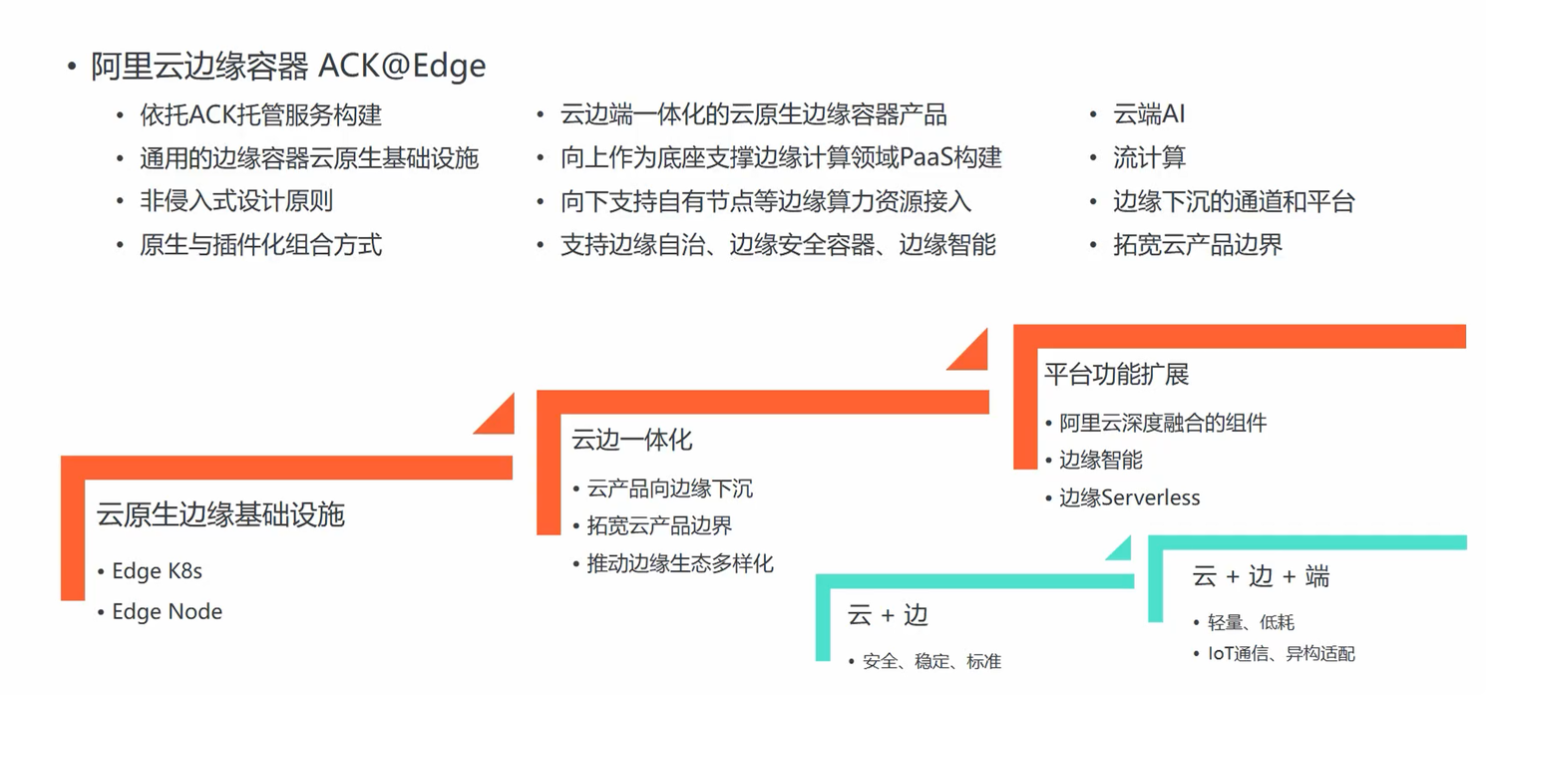 • 阿里云边缘容器 ACK@Edge
• 依托ACK托管服务构建
• 通用的边缘容器云原生基础设施
• 非侵入式设计原则
• 原生与插件化组合方式
• 云边端一体化的云原生边缘容器产品
• 向上作为底座支撑边缘计算领域PaaS构建
• 向下支持自有节点等边缘算力资源接入
• 支持边缘自治、边缘安全容器、边缘智能
• 云端AI
• 流计算
• 边缘下沉的通道和平台
• 拓宽云产品边界
云原生边缘基础设施
• Edge K8s
• Edge Node
云边一体化
• 云产品向边缘下沉
• 拓宽云产品边界
• 推动边缘生态多样化
平台功能扩展
• 阿里云深度融合的组件
• 边缘智能
• 边缘Serverless
云 + 边
• 安全、稳定、标准
云 + 边 + 端
• 轻量、低耗
• IoT通信、异构适配